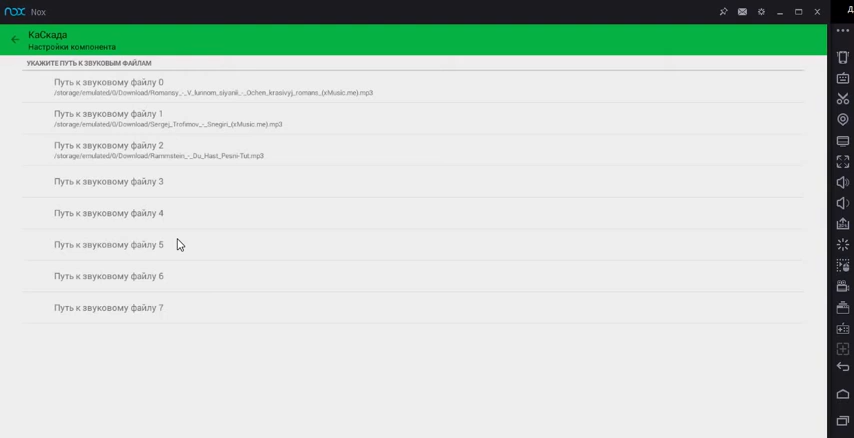 nox Nox
Д
КаСкада
Настройки компонента
УКАЖИТЕ ПУТЬ К ЗВУКОВЫМ ФАЙЛАМ
Путь к звуковому файлу 0
/storage/emulated/0/Download/Romansy_-_V_lunnom_siyanii_-_Ochen_krasivyj_romans_(xMusic.me).mp3
Путь к звуковому файлу 1
/storage/emulated/0/Download/Sergej_Trofimov_-_Snegiri_(xMusic.me).mp3
Путь к звуковому файлу 2
/storage/emulated/0/Download/Rammstein_-_Du_Hast_Pesni-Tut.mp3
Путь к звуковому файлу 3
Путь к звуковому файлу 4
Путь к звуковому файлу 5
Путь к звуковому файлу 6
Путь к звуковому файлу 7